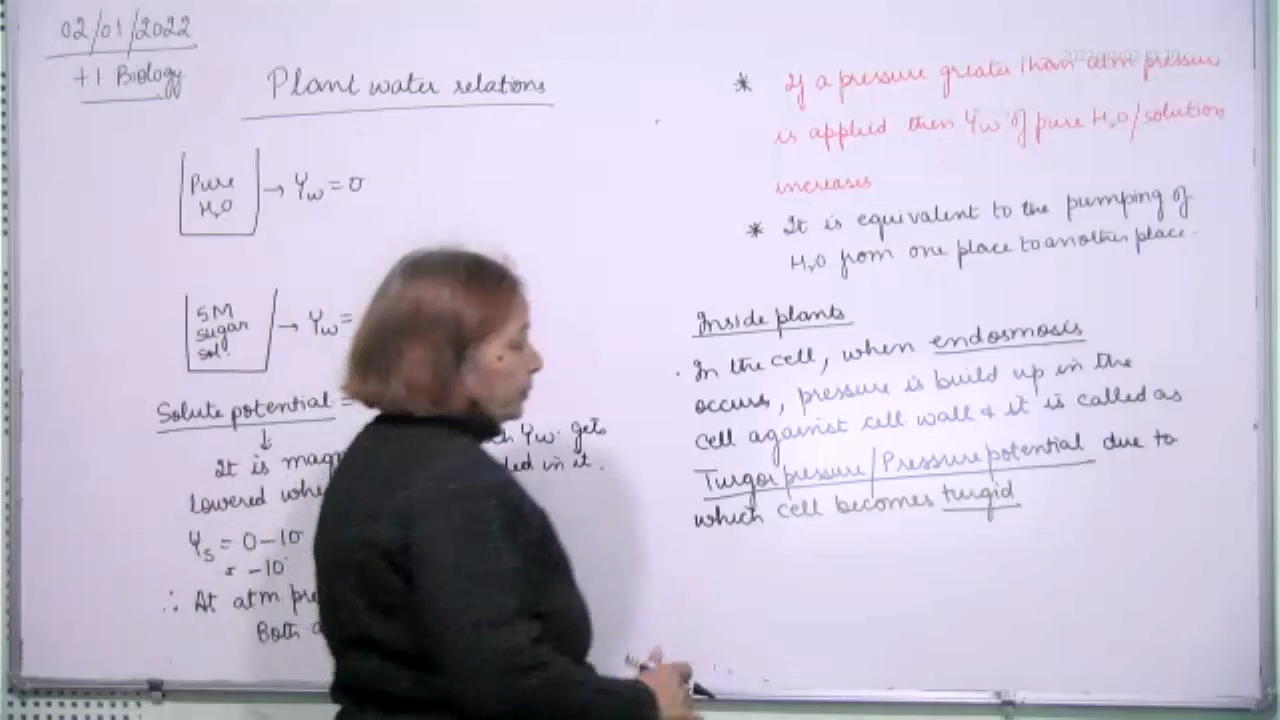 02/01/2022
+1 Biology
Plant water relations
Pure
H₂O
→ Ψw = 0
5M
sugar
sol.
→ Ψw =
Solute potential =
↓
It is magn
Ψw gets
lowered whe
ded in it.
Ψs = 0-10
= -10
∴ At atm pre
Both
* If a pressure greater than atm pressure
is applied then Ψw of pure H₂O/solution
increases
* It is equivalent to the pumping of
H₂O from one place to another place.
Inside plants
. In the cell, when endosmosis
occurs, pressure is build up in the
cell against cell wall & it is called as
Turgor pressure/Pressure potential due to
which cell becomes turgid